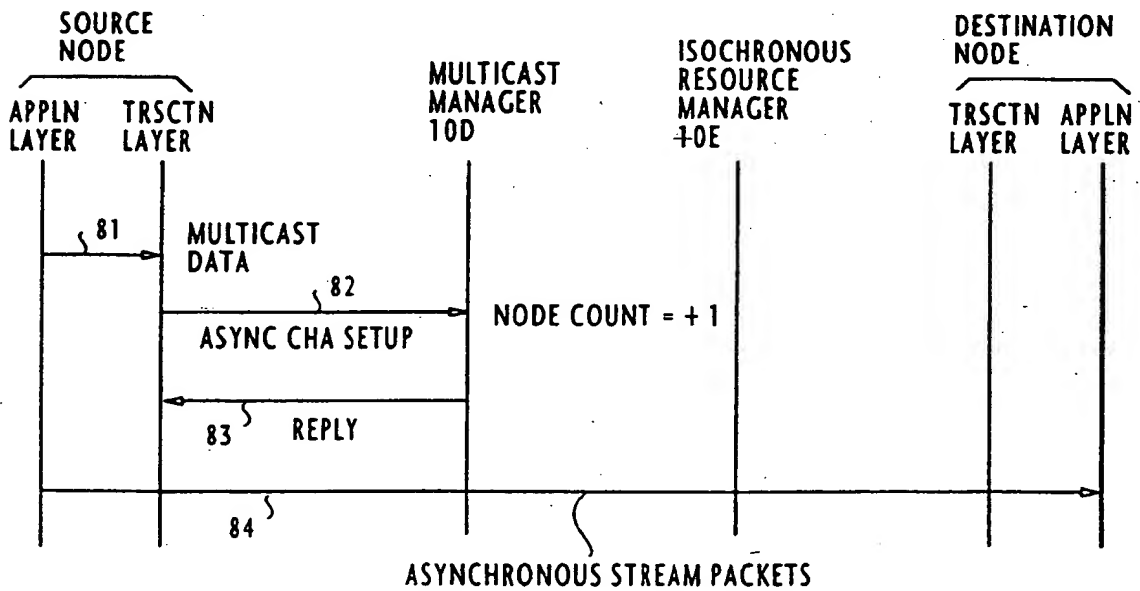 SOURCE
NODE
APPLN
LAYER
TRSCTN
LAYER
MULTICAST
MANAGER
10D
ISOCHRONOUS
RESOURCE
MANAGER
10E
DESTINATION
NODE
TRSCTN
LAYER
APPLN
LAYER
81
MULTICAST
DATA
82
ASYNC CHA SETUP
NODE COUNT = + 1
83
REPLY
84
ASYNCHRONOUS STREAM PACKETS